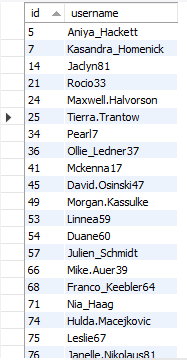 id username
5 Aniya_Hackett
7 Kasandra_Homenick
14 Jaclyn81
21 Rocio33
24 Maxwell.Halvorson
25 Tierra.Trantow
34 Pearl7
36 Ollie_Ledner37
41 Mckenna17
45 David.Osinski47
49 Morgan.Kassulke
53 Linnea59
54 Duane60
57 Julien_Schmidt
66 Mike.Auer39
68 Franco_Keebler64
71 Nia_Haag
74 Hulda.Macejkovic
75 Leslie67
76 Janelle.Nikolaus81